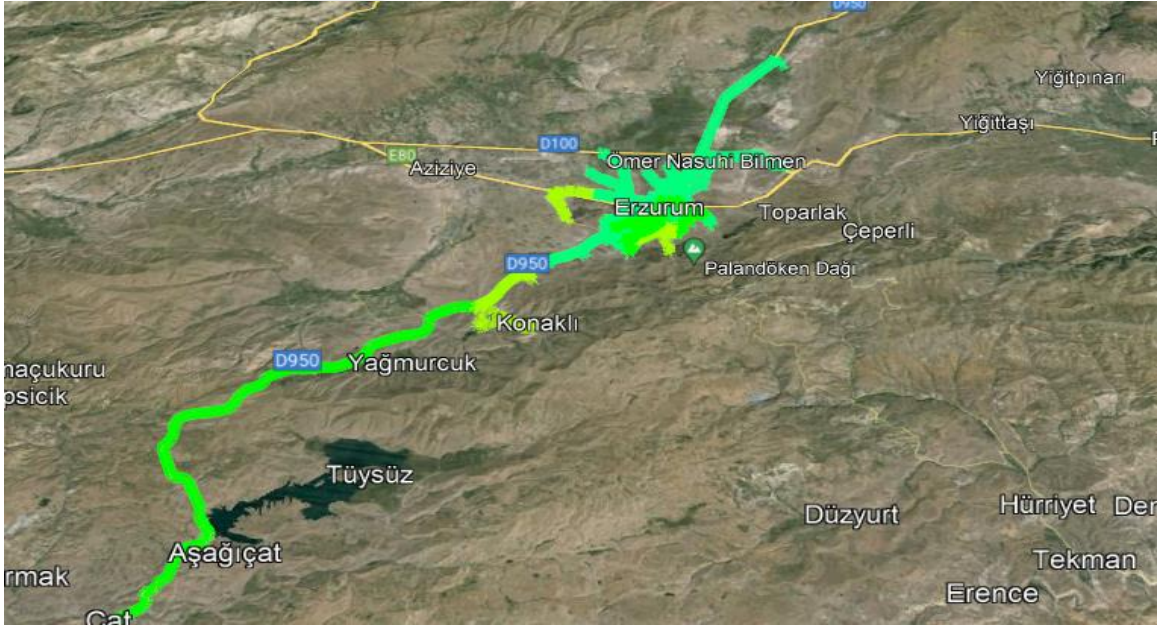 D950
Yiğitpınarı
Yiğittaşı
D100
E80
Ömer Nasuhi Bilmen
Aziziye
Erzurum
Toparlak
Çeperli
D950
Palandöken Dağı
Konaklı
D950
Yağmurcuk
maçukuru
psicik
Tüysüz
Düzyurt
Hürriyet
Der
Aşağıçat
Tekman
rmak
Erence
Çat